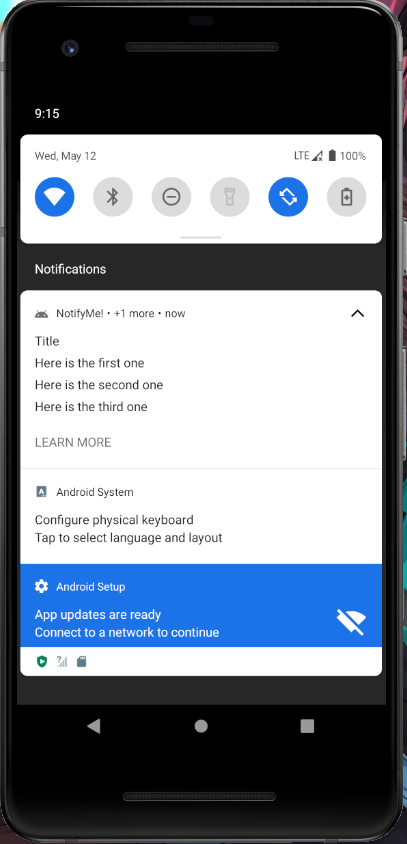 9:15
Wed, May 12
LTE 100%
Notifications
NotifyMe! • +1 more • now
Title
Here is the first one
Here is the second one
Here is the third one
LEARN MORE
A Android System
Configure physical keyboard
Tap to select language and layout
Android Setup
App updates are ready
Connect to a network to continue
?